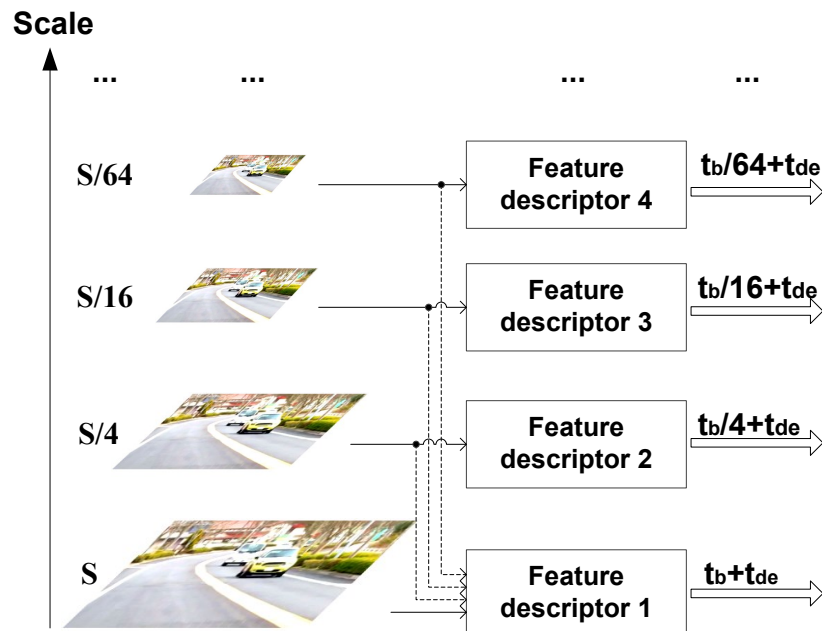 Scale
... ... ... ...
S/64
Feature
descriptor 4
tb/64+tde
S/16
Feature
descriptor 3
tb/16+tde
S/4
Feature
descriptor 2
tb/4+tde
S
Feature
descriptor 1
tb+tde